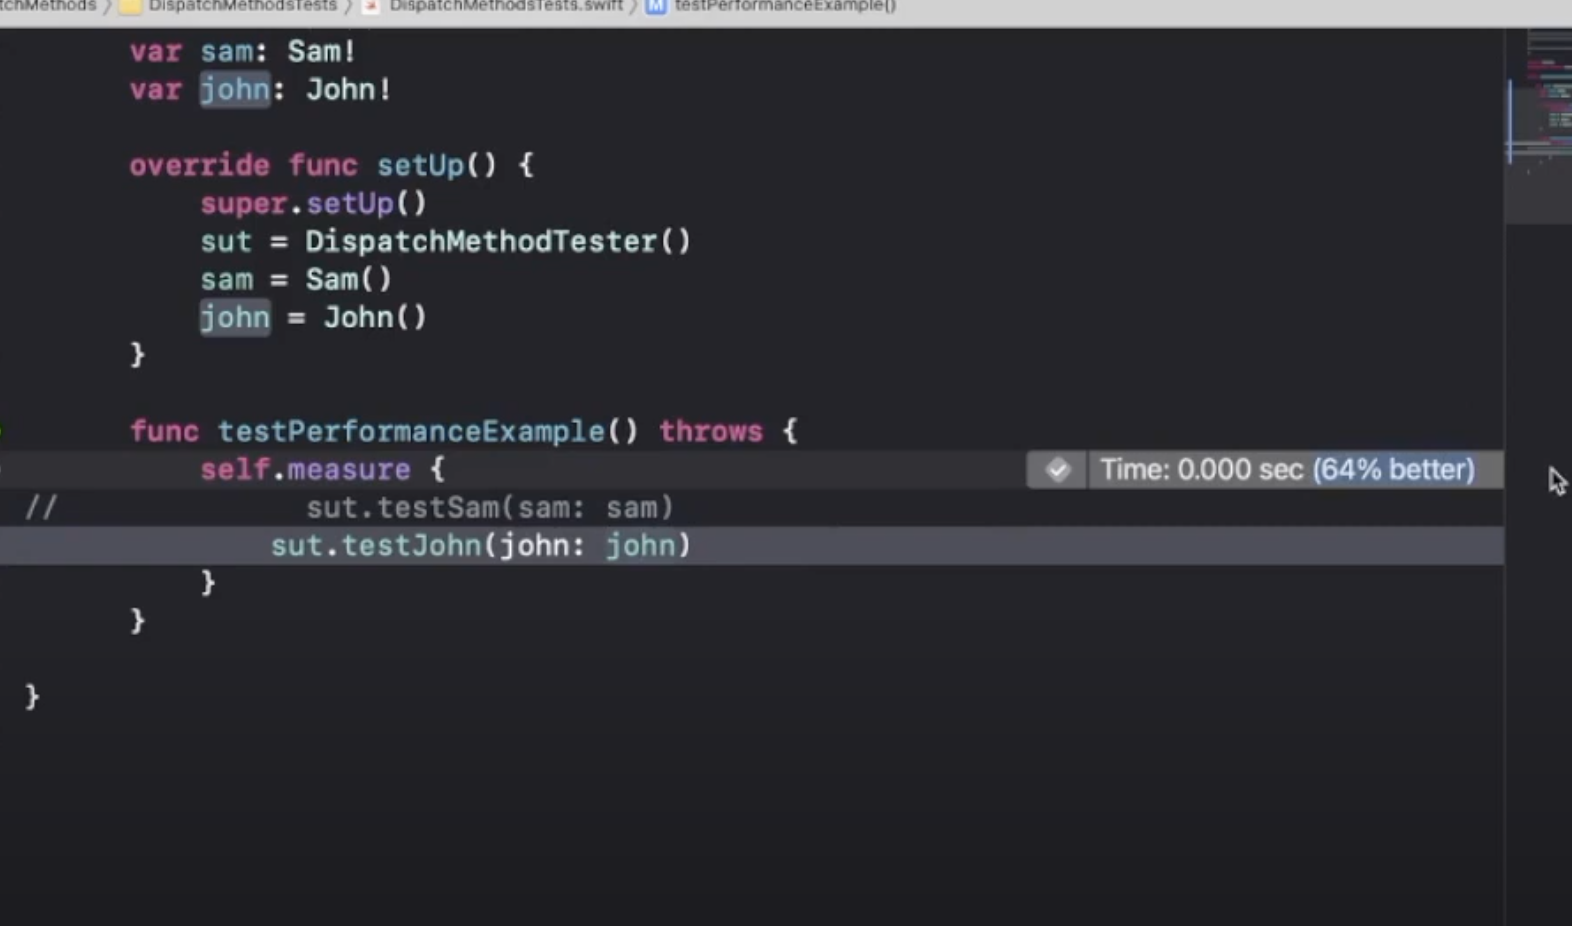 tchMethods 〉 DispatchMethodsTests 〉 DispatchMethodsTests.swift 〉 M testPerformanceExample()
var sam: Sam!
var john: John!
override func setUp() {
super.setUp()
sut = DispatchMethodTester()
sam = Sam()
john = John()
}
func testPerformanceExample() throws {
self.measure { Time: 0.000 sec (64% better)
// sut.testSam(sam: sam)
sut.testJohn(john: john)
}
}
}